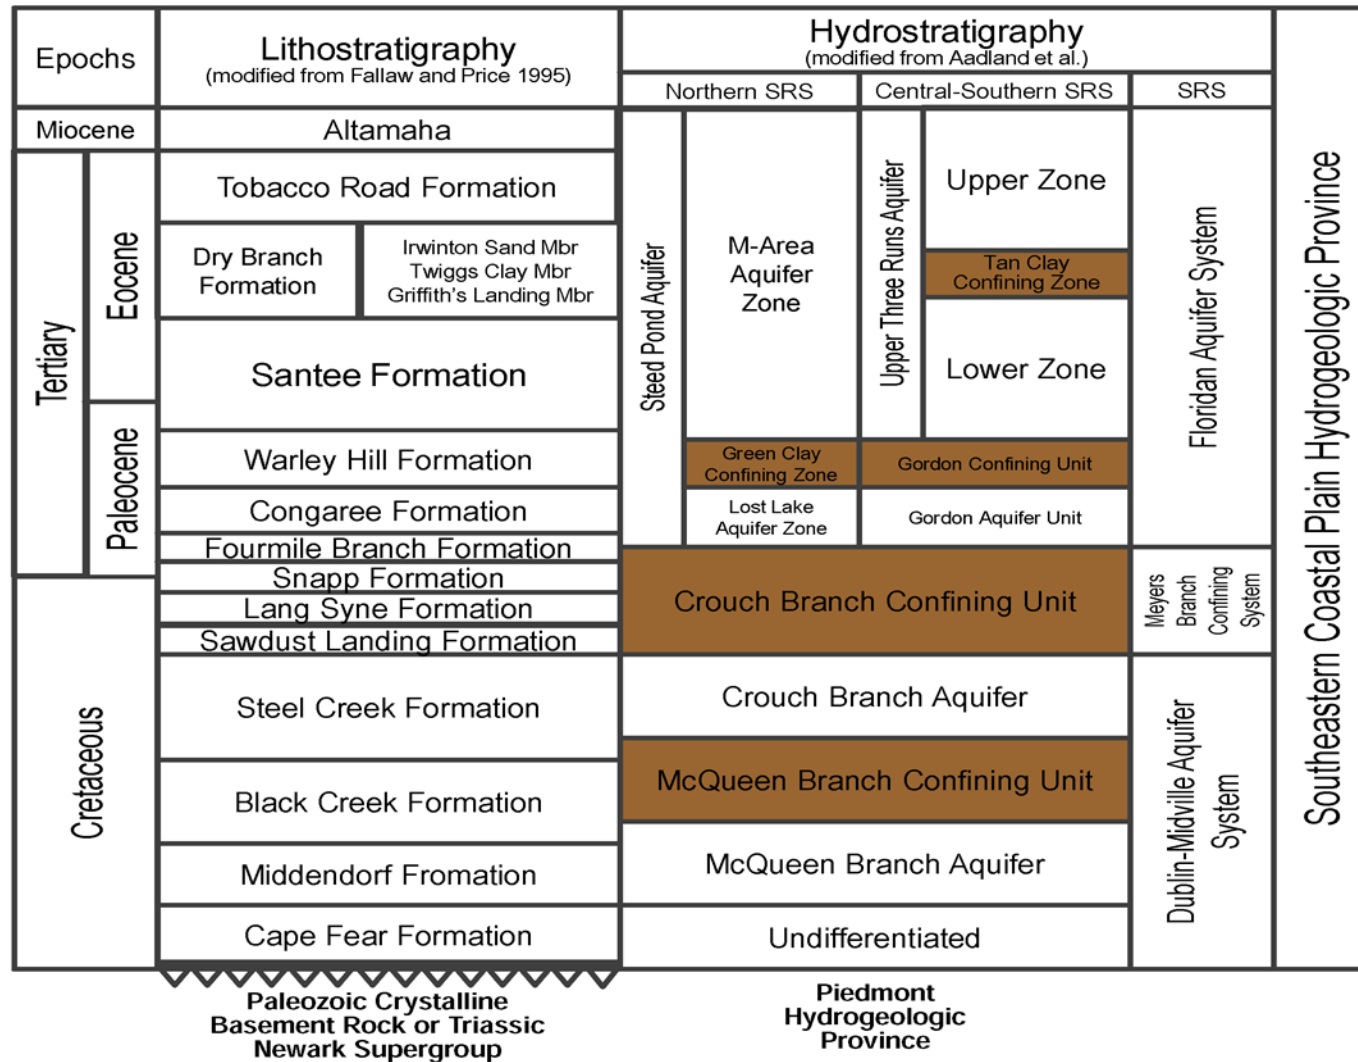 Epochs
Lithostratigraphy
(modified from Fallaw and Price 1995)
Hydrostratigraphy
(modified from Aadland et al.)
Northern SRS
Central-Southern SRS
SRS
Miocene
Altamaha
Tertiary
Eocene
Paleocene
Cretaceous
Tobacco Road Formation
Dry Branch
Formation
Irwinton Sand Mbr
Twiggs Clay Mbr
Griffith's Landing Mbr
Santee Formation
Warley Hill Formation
Congaree Formation
Fourmile Branch Formation
Snapp Formation
Lang Syne Formation
Sawdust Landing Formation
Steel Creek Formation
Black Creek Formation
Middendorf Fromation
Cape Fear Formation
Steed Pond Aquifer
M-Area
Aquifer
Zone
Green Clay
Confining Zone
Lost Lake
Aquifer Zone
Upper Three Runs Aquifer
Upper Zone
Tan Clay
Confining Zone
Lower Zone
Gordon Confining Unit
Gordon Aquifer Unit
Crouch Branch Confining Unit
Crouch Branch Aquifer
McQueen Branch Confining Unit
McQueen Branch Aquifer
Undifferentiated
Floridan Aquifer System
Meyers
Branch
Confining
System
Dublin-Midville Aquifer
System
Southeastern Coastal Plain Hydrogeologic Province
Paleozoic Crystalline
Basement Rock or Triassic
Newark Supergroup
Piedmont
Hydrogeologic
Province